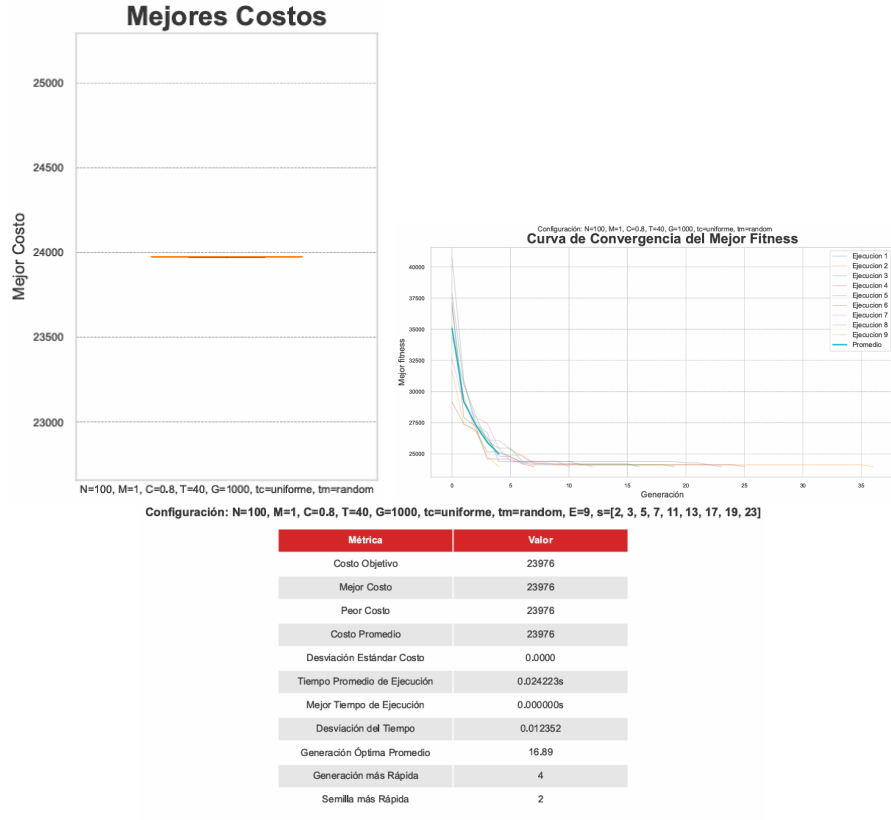 Mejores Costos
25000
24500
24000
23500
23000
Mejor Costo
N=100, M=1, C=0.8, T=40, G=1000, tc=uniforme, tm=random
Configuración: N=100, M=1, C=0.8, T=40, G=1000, tc=uniforme, tm=random
Curva de Convergencia del Mejor Fitness
40000
37500
35000
32500
30000
27500
25000
Mejor fitness
0 5 10 15 20 25 30 35
Generación
Ejecucion 1
Ejecucion 2
Ejecucion 3
Ejecucion 4
Ejecucion 5
Ejecucion 6
Ejecucion 7
Ejecucion 8
Ejecucion 9
Promedio
Configuración: N=100, M=1, C=0.8, T=40, G=1000, tc=uniforme, tm=random, E=9, s=[2, 3, 5, 7, 11, 13, 17, 19, 23]
Métrica Valor
Costo Objetivo 23976
Mejor Costo 23976
Peor Costo 23976
Costo Promedio 23976
Desviación Estándar Costo 0.0000
Tiempo Promedio de Ejecución 0.024223s
Mejor Tiempo de Ejecución 0.000000s
Desviación del Tiempo 0.012352
Generación Óptima Promedio 16.89
Generación más Rápida 4
Semilla más Rápida 2